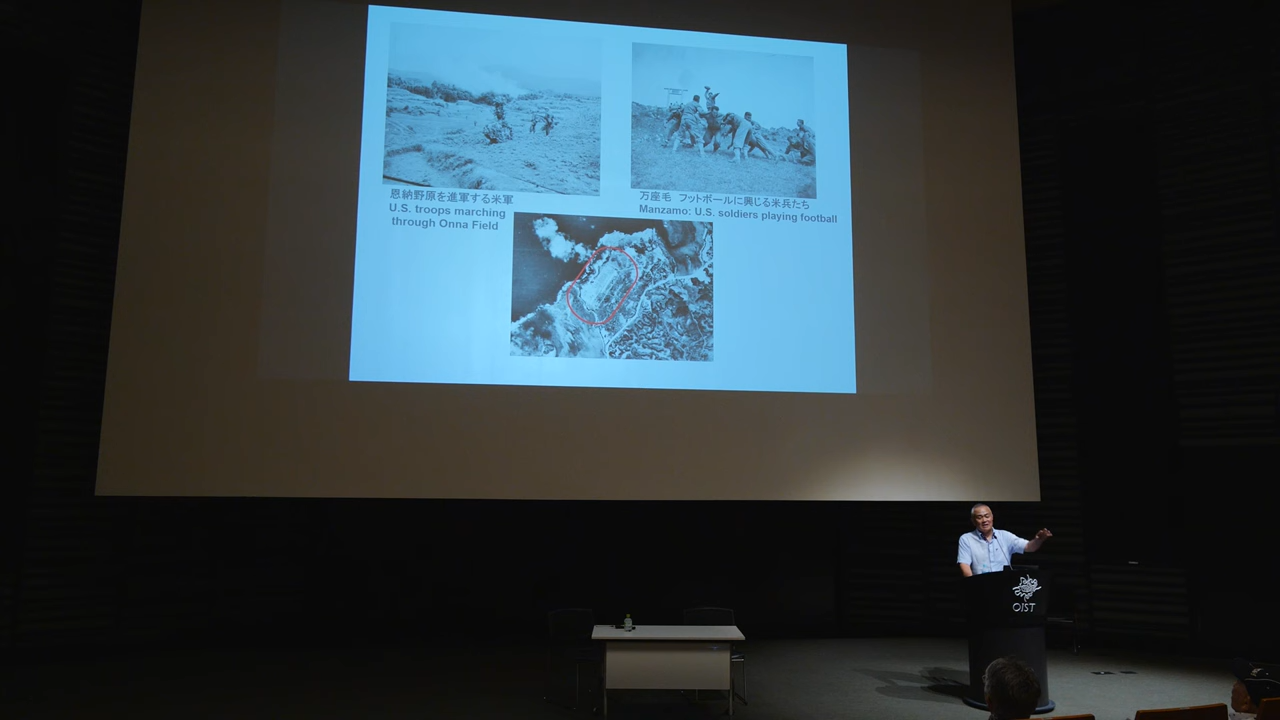 恩納野原を進軍する米軍
U.S. troops marching
through Onna Field
万座毛 フットボールに興じる米兵たち
Manzamo: U.S. soldiers playing football
OIST